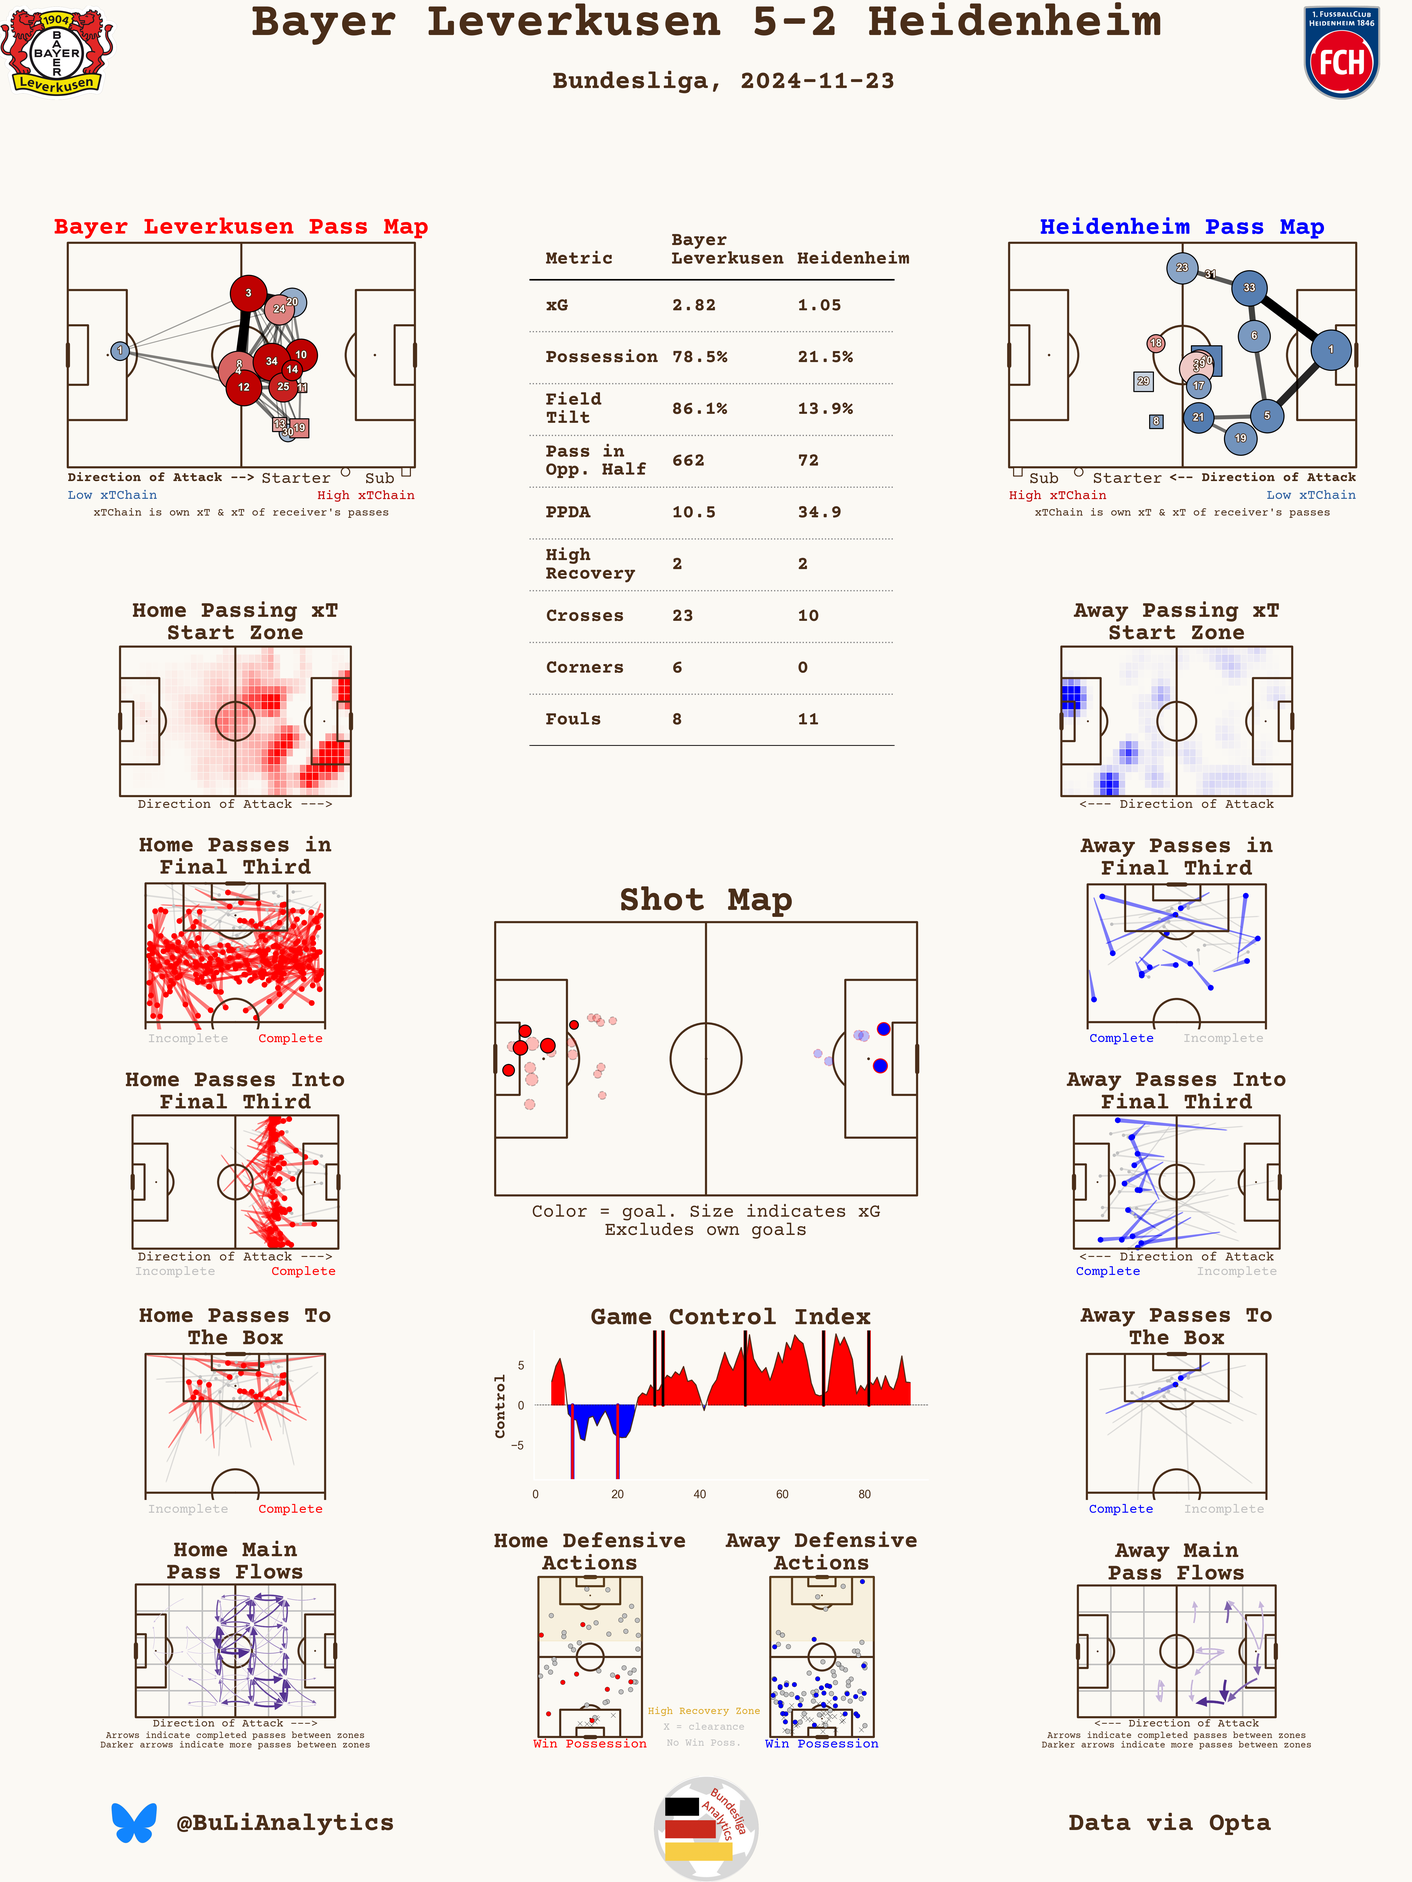 Bayer Leverkusen 5-2 Heidenheim
Bundesliga, 2024-11-23
1904
BAYER
BAYER
Leverkusen
1. FUSSBALLCLUB
HEIDENHEIM 1846
FCH
Bayer Leverkusen Pass Map
3
20
24
1
8
4
34
10
14
12
25
11
13
30
19
Direction of Attack --> Starter Sub
Low xTChain High xTChain
xTChain is own xT & xT of receiver's passes
Metric Bayer Leverkusen Heidenheim
xG 2.82 1.05
Possession 78.5% 21.5%
Field Tilt 86.1% 13.9%
Pass in Opp. Half 662 72
PPDA 10.5 34.9
High Recovery 2 2
Crosses 23 10
Corners 6 0
Fouls 8 11
Heidenheim Pass Map
23
31
33
6
1
18
39
3
29
17
8
21
5
19
Sub Starter <-- Direction of Attack
High xTChain Low xTChain
xTChain is own xT & xT of receiver's passes
Home Passing xT
Start Zone
Direction of Attack --->
Away Passing xT
Start Zone
<--- Direction of Attack
Home Passes in
Final Third
Incomplete Complete
Away Passes in
Final Third
Complete Incomplete
Shot Map
Color = goal. Size indicates xG
Excludes own goals
Home Passes Into
Final Third
Direction of Attack --->
Incomplete Complete
Away Passes Into
Final Third
<--- Direction of Attack
Complete Incomplete
Home Passes To
The Box
Incomplete Complete
Game Control Index
Control
5
0
−5
0 20 40 60 80
Away Passes To
The Box
Complete Incomplete
Home Main
Pass Flows
Direction of Attack --->
Arrows indicate completed passes between zones
Darker arrows indicate more passes between zones
Home Defensive
Actions
Win Possession
High Recovery Zone
X = clearance
No Win Poss.
Away Defensive
Actions
Win Possession
Away Main
Pass Flows
<--- Direction of Attack
Arrows indicate completed passes between zones
Darker arrows indicate more passes between zones
@BuLiAnalytics
Bundesliga
Analytics
Data via Opta